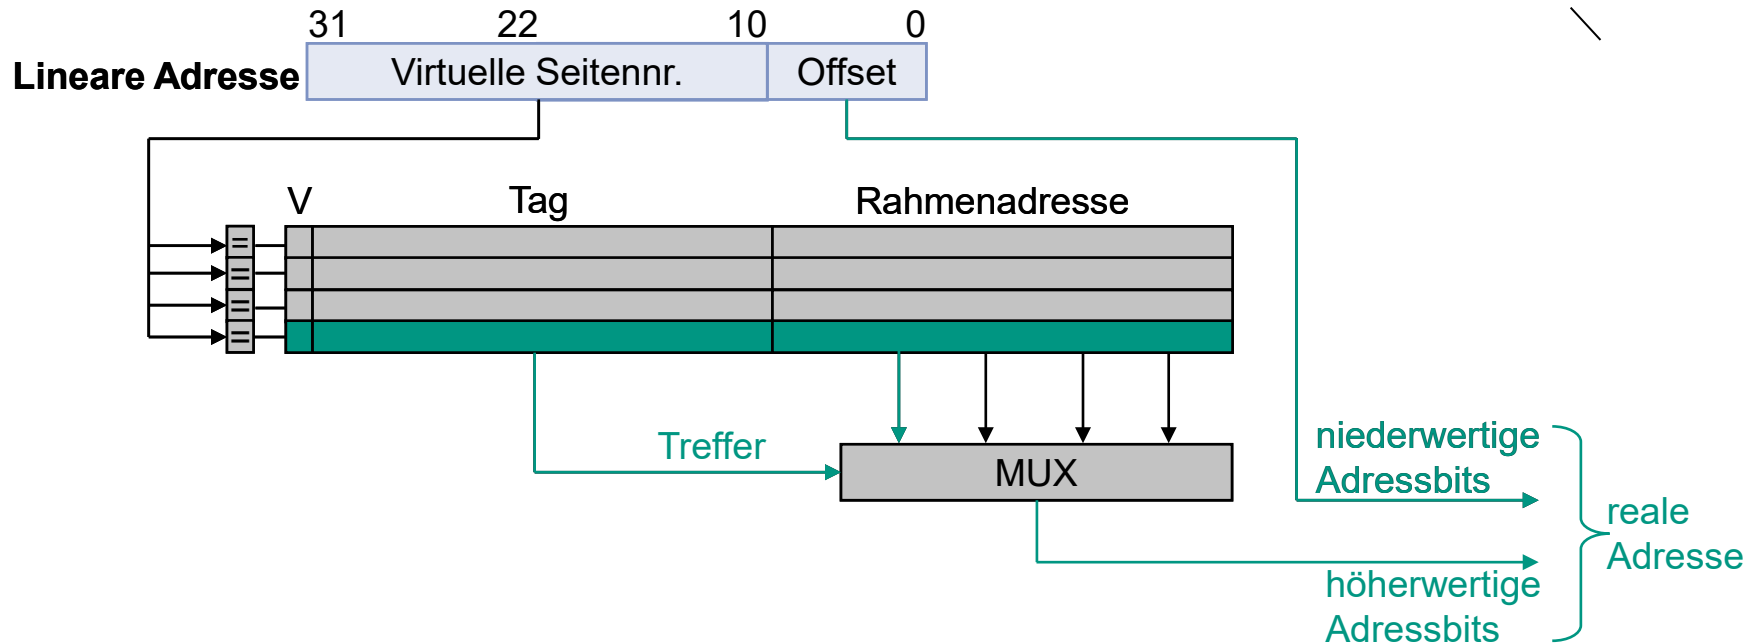 31 22 10 0
Lineare Adresse Virtuelle Seitennr. Offset
V Tag Rahmenadresse
=
=
=
=
Treffer
MUX
niederwertige
Adressbits
reale
Adresse
höherwertige
Adressbits